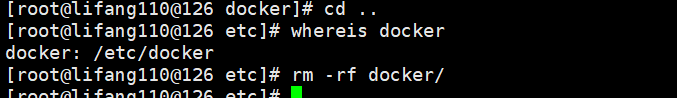 [root@lifang110@126 docker]# cd ..
[root@lifang110@126 etc]# whereis docker
docker: /etc/docker
[root@lifang110@126 etc]# rm -rf docker/
[root@lifang110@126 etc]#